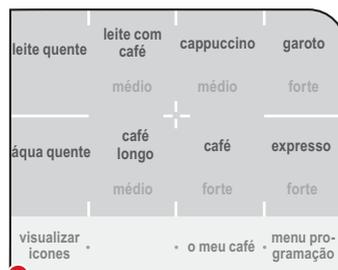 leite quente
leite com
café
cappuccino
garoto
médio
médio
forte
áqua quente
café
longo
café
expresso
médio
forte
forte
visualizar
icones
o meu café
menu pro-
gramação